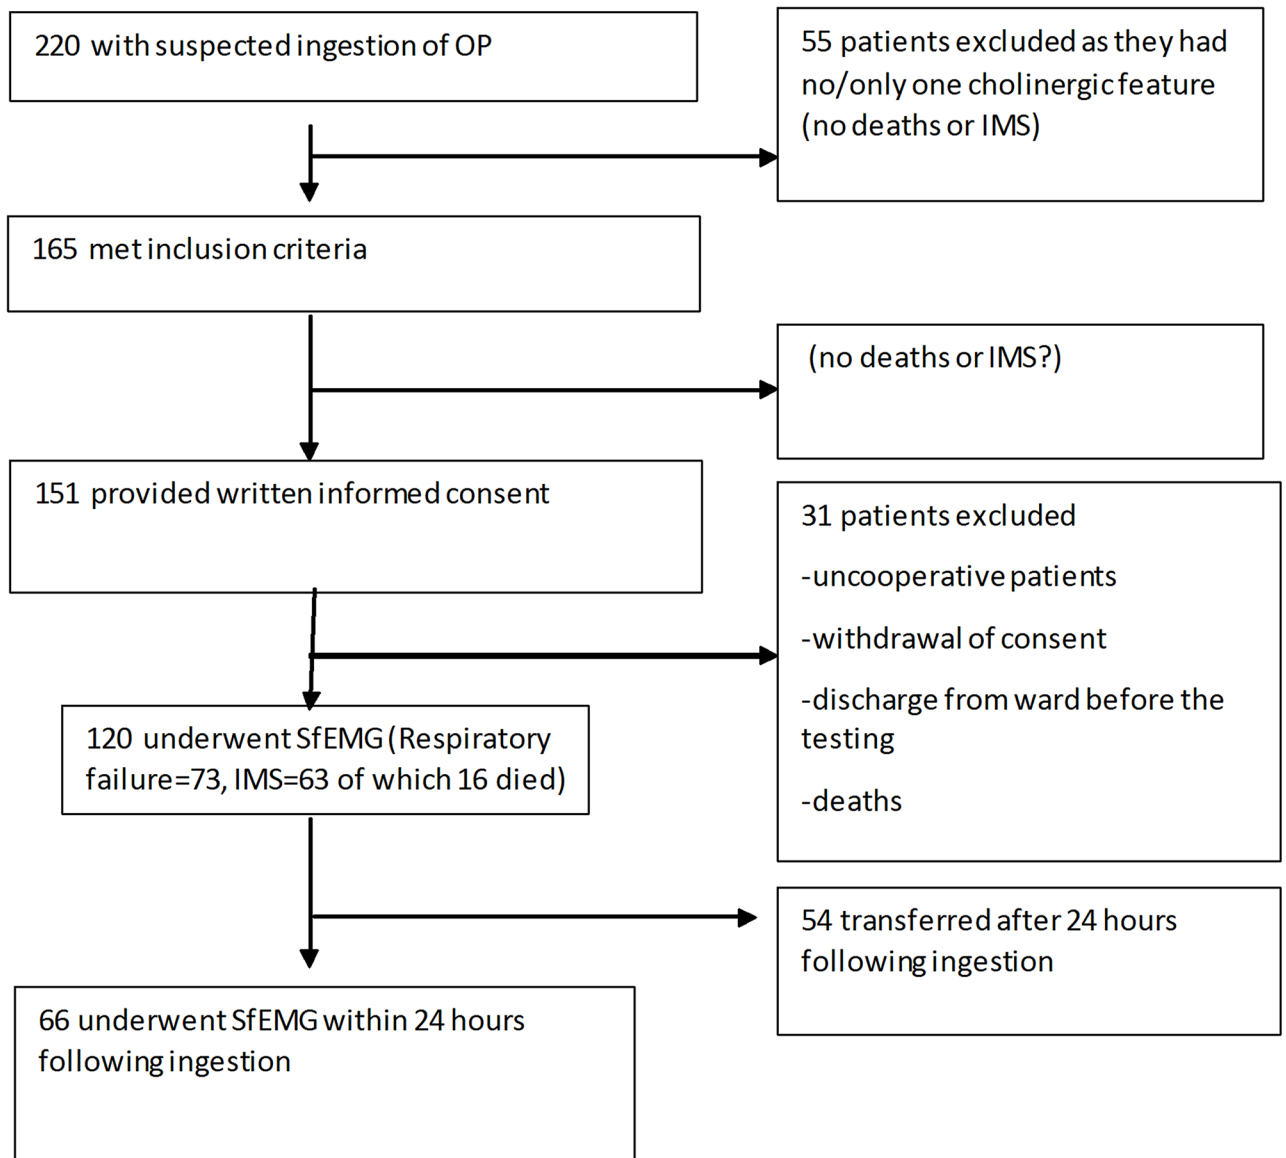 220 with suspected ingestion of OP
55 patients excluded as they had
no/only one cholinergic feature
(no deaths or IMS)
165 met inclusion criteria
(no deaths or IMS?)
151 provided written informed consent
31 patients excluded
-uncooperative patients
-withdrawal of consent
-discharge from ward before the
testing
-deaths
120 underwent SfEMG (Respiratory
failure=73, IMS=63 of which 16 died)
54 transferred after 24 hours
following ingestion
66 underwent SfEMG within 24 hours
following ingestion